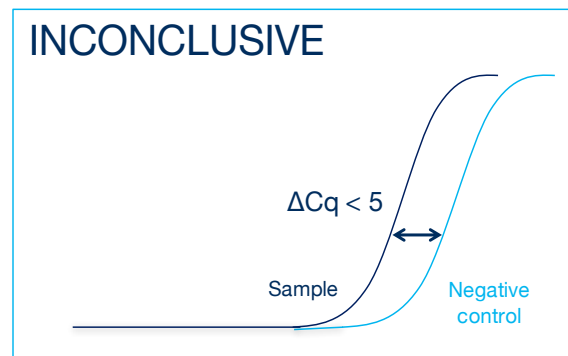 INCONCLUSIVE
ΔCq < 5
Sample
Negative
control